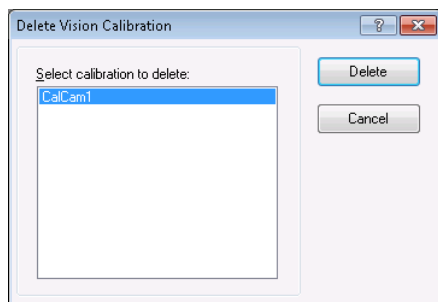 Delete Vision Calibration
?
Select calibration to delete:
CalCam1
Delete
Cancel